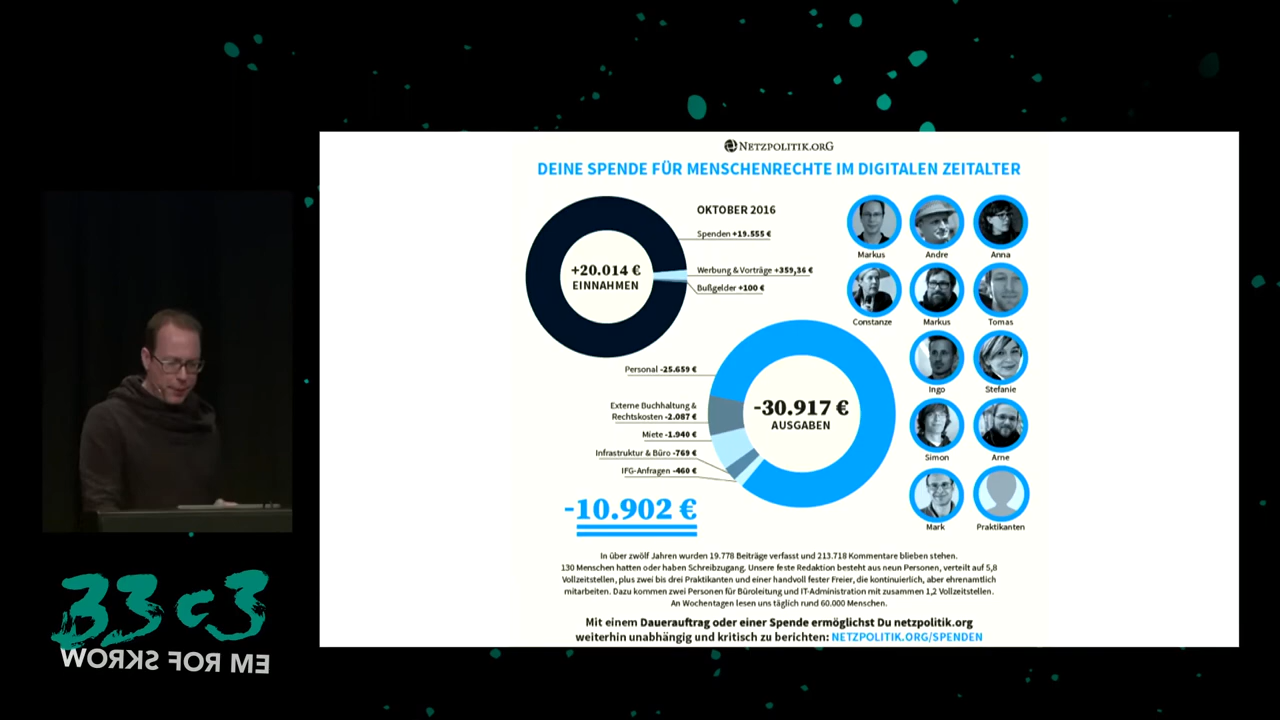 NETZPOLITIK.ORG
DEINE SPENDE FÜR MENSCHENRECHTE IM DIGITALEN ZEITALTER
OKTOBER 2016
Spenden +19.555 €
Werbung & Vorträge +359,36 €
Bußgelder +100 €
+20.014 €
EINNAHMEN
Markus
Andre
Anna
Constanze
Markus
Tomas
Ingo
Stefanie
Simon
Arne
Mark
Praktikanten
Personal -25.659 €
Externe Buchhaltung &
Rechtskosten -2.087 €
Miete -1.940 €
Infrastruktur & Büro -769 €
IFG-Anfragen -460 €
-30.917 €
AUSGABEN
-10.902 €
In über zwölf Jahren wurden 19.778 Beiträge verfasst und 213.718 Kommentare blieben stehen.
130 Menschen hatten oder haben Schreibzugang. Unsere feste Redaktion besteht aus neun Personen, verteilt auf 5,8
Vollzeitstellen, plus zwei bis drei Praktikanten und einer handvoll fester Freier, die kontinuierlich, aber ehrenamtlich
mitarbeiten. Dazu kommen zwei Personen für Büroleitung und IT-Administration mit zusammen 1,2 Vollzeitstellen.
An Wochentagen lesen uns täglich rund 60.000 Menschen.
Mit einem Dauerauftrag oder einer Spende ermöglichst Du netzpolitik.org
weiterhin unabhängig und kritisch zu berichten: NETZPOLITIK.ORG/SPENDEN
33c3
WORKS FOR ME